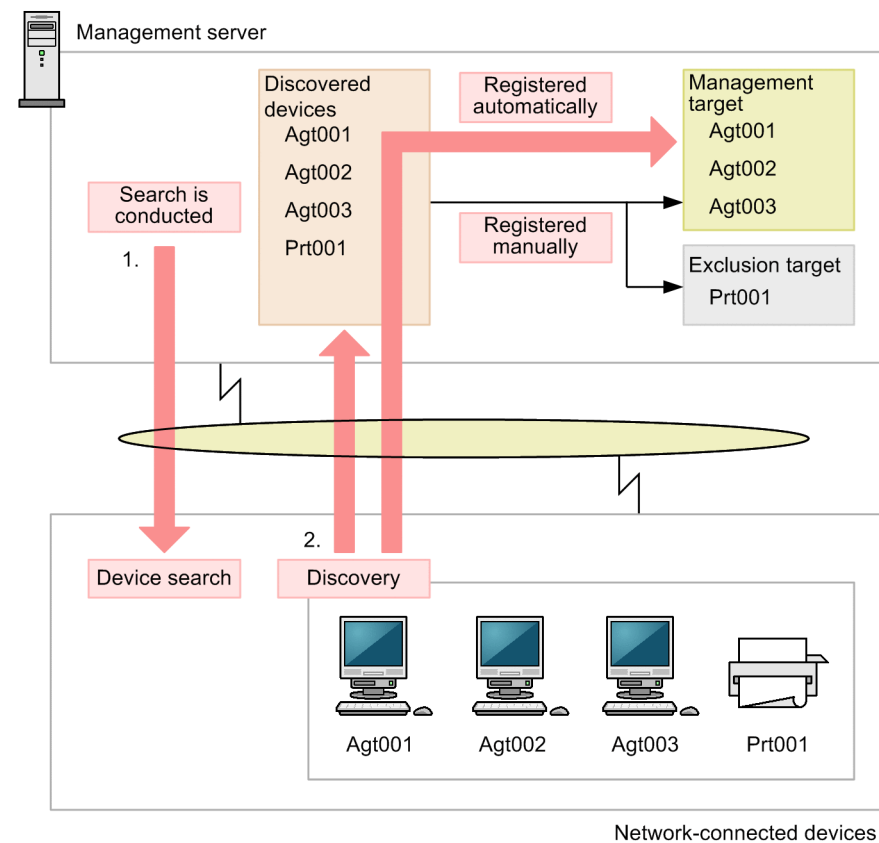 Management server
Discovered
devices
Agt001
Agt002
Agt003
Prt001
Registered
automatically
Management
target
Agt001
Agt002
Agt003
Search is
conducted
1.
Registered
manually
Exclusion target
Prt001
2.
Device search
Discovery
Agt001
Agt002
Agt003
Prt001
Network-connected devices